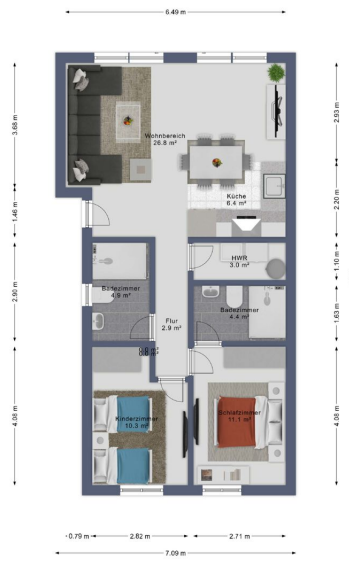 6.49 m
3.68 m
2.93 m
Wohnbereich
26.8 m²
Küche
6.4 m²
1.46 m
2.20 m
HWR
3.0 m²
1.10 m
2.90 m
Badezimmer
4.9 m²
Badezimmer
4.4 m²
1.63 m
Flur
2.9 m²
4.08 m
Kinderzimmer
10.3 m²
Schlafzimmer
11.1 m²
4.08 m
0.79 m
2.82 m
2.71 m
7.09 m